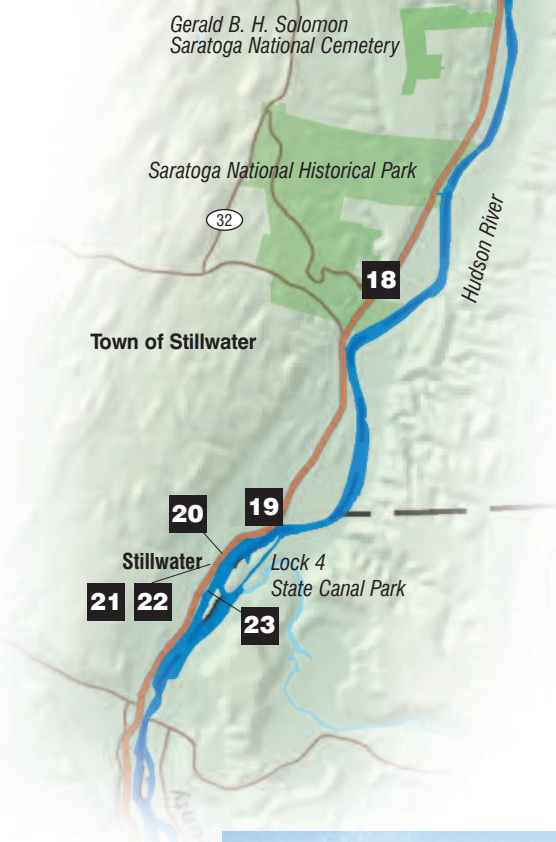 Gerald B. H. Solomon
Saratoga National Cemetery
Saratoga National Historical Park
32
Hudson River
18
Town of Stillwater
19
20
Stillwater
Lock 4
State Canal Park
21 22
23